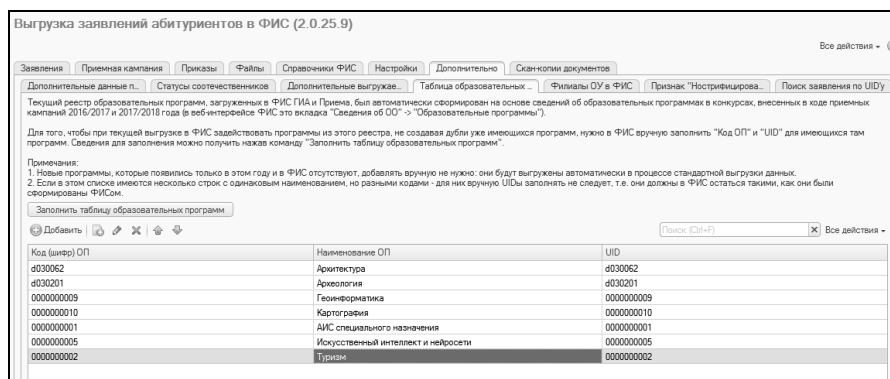 Выгрузка заявлений абитуриентов в ФИС (2.0.25.9)
Все действия
Заявления Приемная кампания Приказы Файлы Справочники ФИС Настройки Дополнительно Скан-копии документов
Дополнительные данные п... Статусы соотечественников Дополнительные выгружае... Таблица образовательных ... Филиалы ОУ в ФИС Признак "Нострифицирова... Поиск заявления по UIDу
Текущий реестр образовательных программ, загруженных в ФИС ГИА и Приема, был автоматически сформирован на основе сведений об образовательных программах в конкурсах, внесенных в ходе приемных
кампаний 2016/2017 и 2017/2018 года (в веб-интерфейсе ФИС это вкладка "Сведения об ОО" -> "Образовательные программы").
Для того, чтобы при текущей выгрузке в ФИС задействовать программы из этого реестра, не создавая дубли уже имеющихся программ, нужно в ФИС вручную заполнить "Код ОП" и "UID" для имеющихся там
программ. Сведения для заполнения можно получить нажав команду "Заполнить таблицу образовательных программ".
Примечания:
1. Новые программы, которые появились только в этом году и в ФИС отсутствуют, добавлять вручную не нужно: они будут выгружены автоматически в процессе стандартной выгрузки данных.
2. Если в этом списке имеются несколько строк с одинаковым наименованием, но разными кодами - для них вручную UIDы заполнять не следует, т.е. они должны в ФИС остаться такими, как они были
сформированы ФИСом.
Заполнить таблицу образовательных программ
Добавить Поиск (Ctrl+F) Все действия
Код (шифр) ОП Наименование ОП UID
d030062 Архитектура d030062
d030201 Археология d030201
0000000009 Геоинформатика 0000000009
0000000010 Картография 0000000010
0000000001 АИС специального назначения 0000000001
0000000005 Искусственный интеллект и нейросети 0000000005
0000000002 Туризм 0000000002